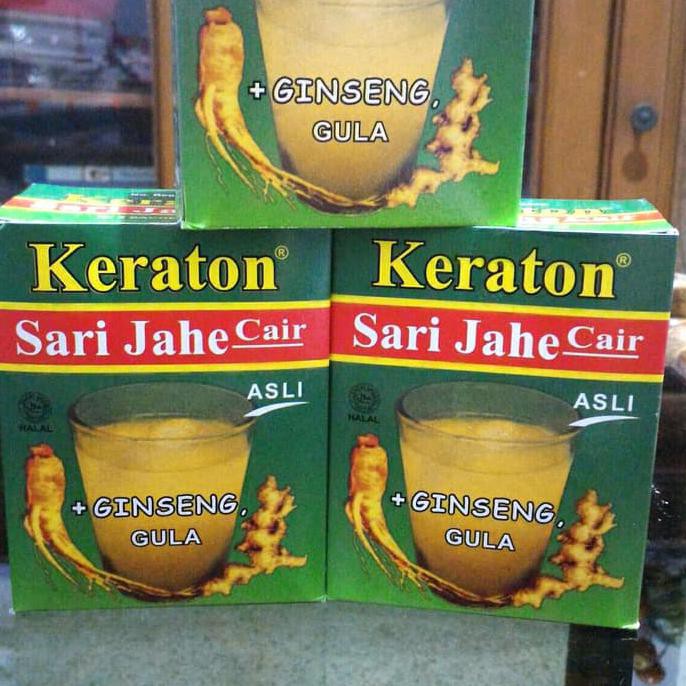 + GINSENG,
GULA
Keraton®
Sari Jahe Cair
ASLI
HALAL
+ GINSENG,
GULA
Keraton®
Sari Jahe Cair
ASLI
HALAL
+ GINSENG,
GULA